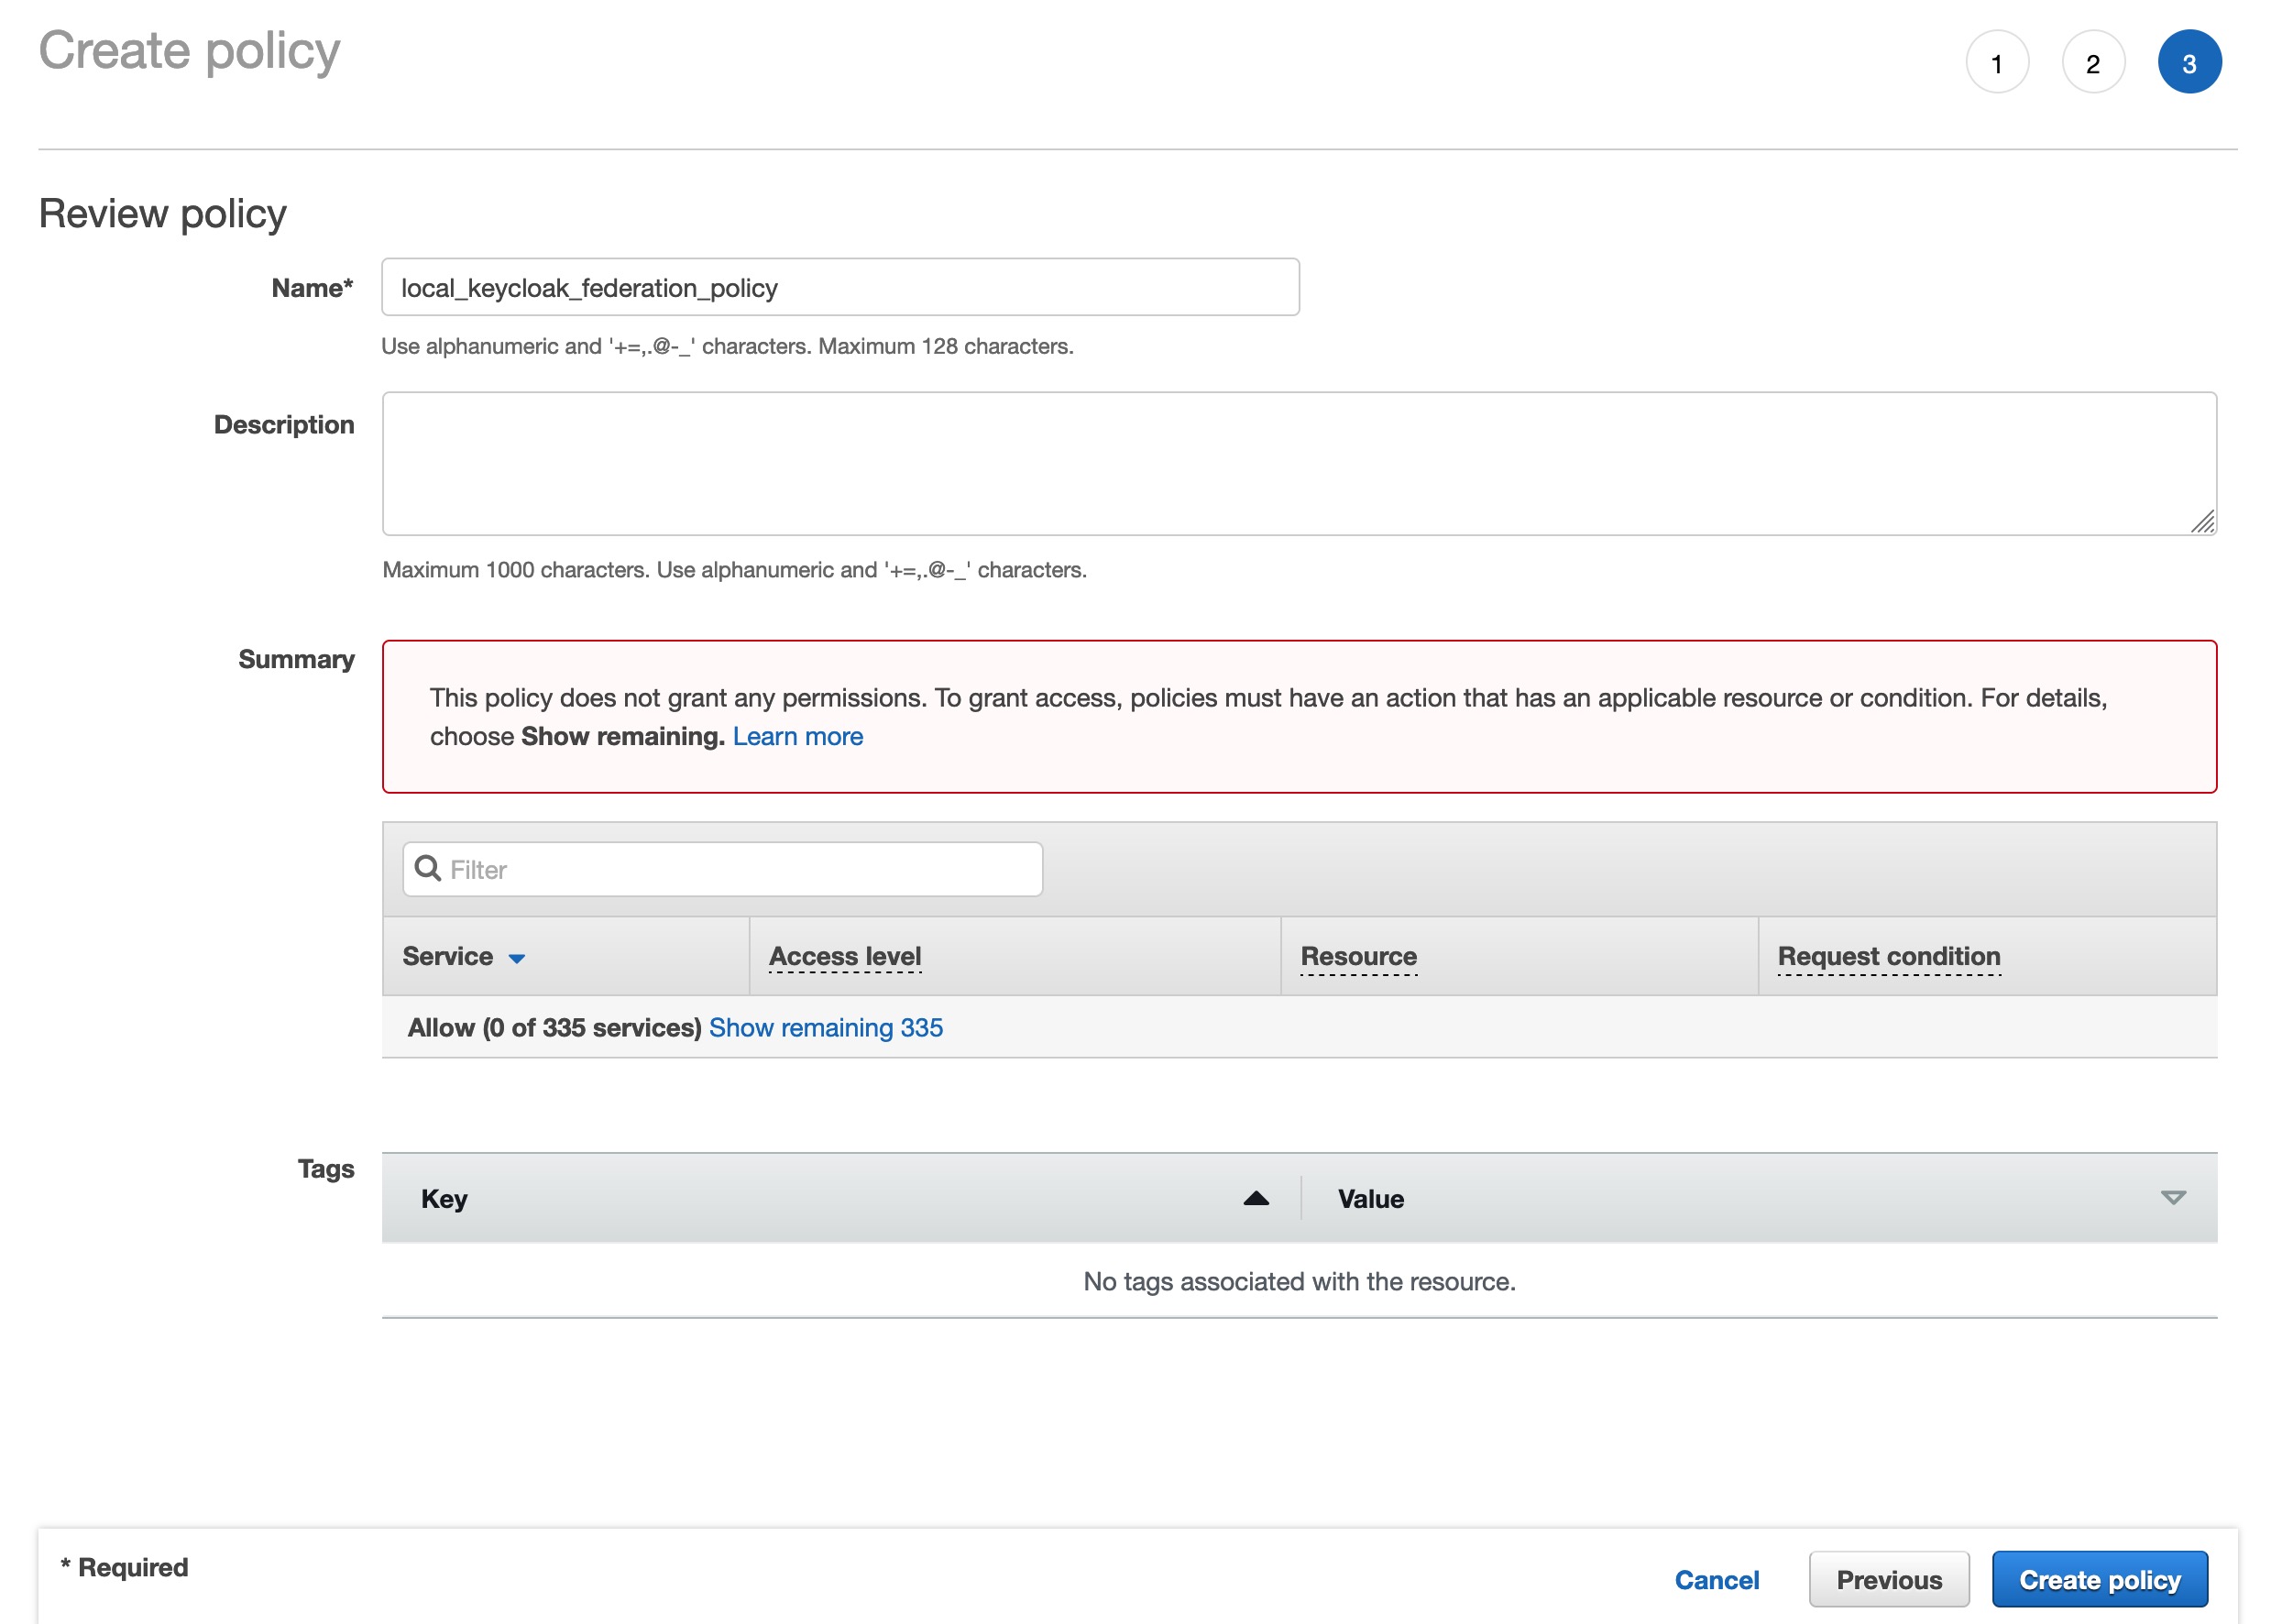 Create policy
1 2 3
Review policy
Name* local_keycloak_federation_policy
Use alphanumeric and '+=,.@-_' characters. Maximum 128 characters.
Description
Maximum 1000 characters. Use alphanumeric and '+=,.@-_' characters.
Summary
This policy does not grant any permissions. To grant access, policies must have an action that has an applicable resource or condition. For details,
choose Show remaining. Learn more
Filter
Service Access level Resource Request condition
Allow (0 of 335 services) Show remaining 335
Tags
Key Value
No tags associated with the resource.
* Required Cancel Previous Create policy